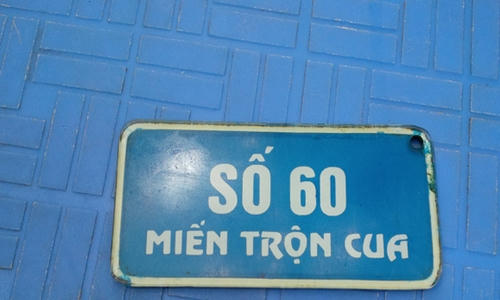 SỐ 60
MIẾN TRỘN CUA